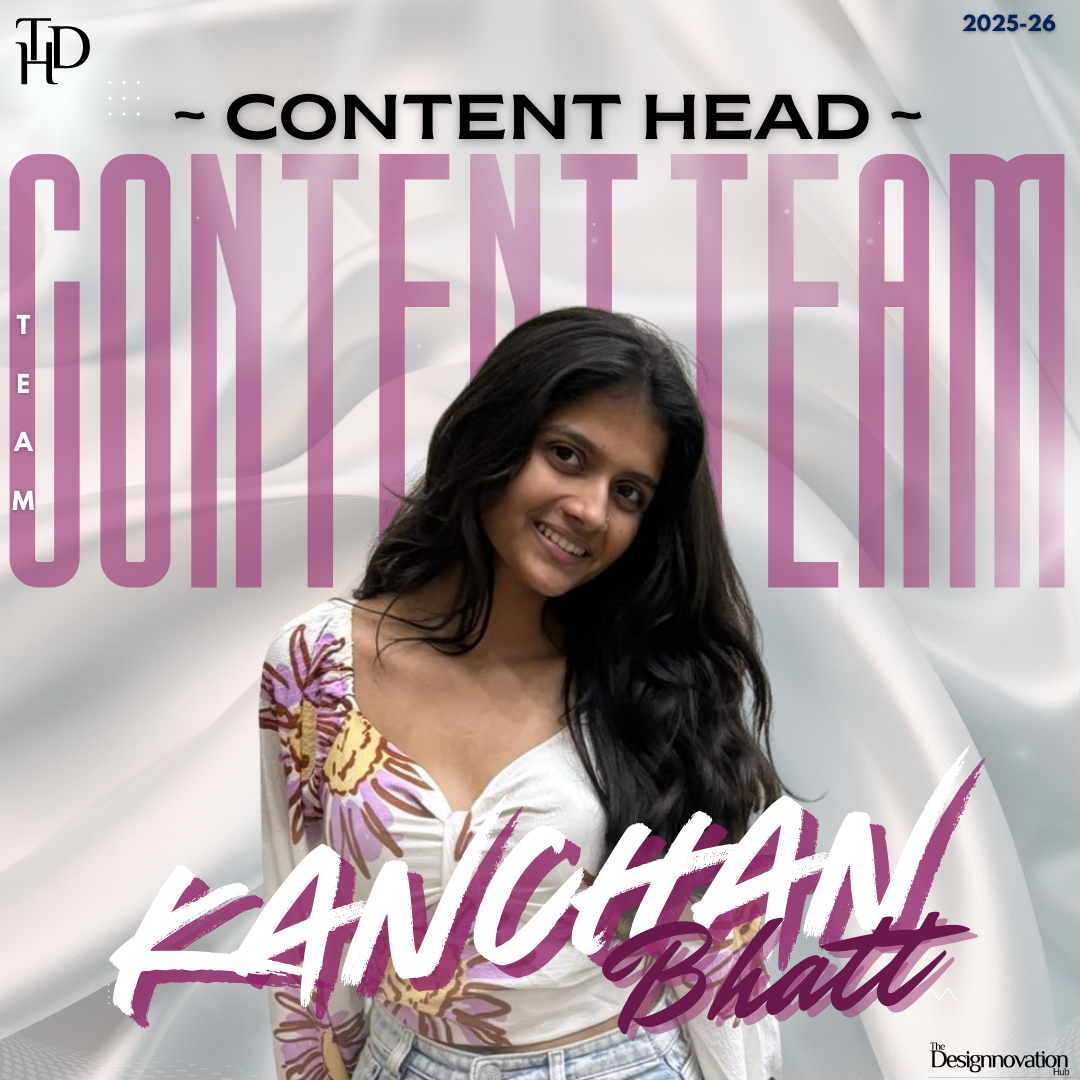 THD
2025-26
~ CONTENT HEAD ~
CONTENT TEAM
TEAM
KANCHAN
Bhatt
The
Designnovation
Hub